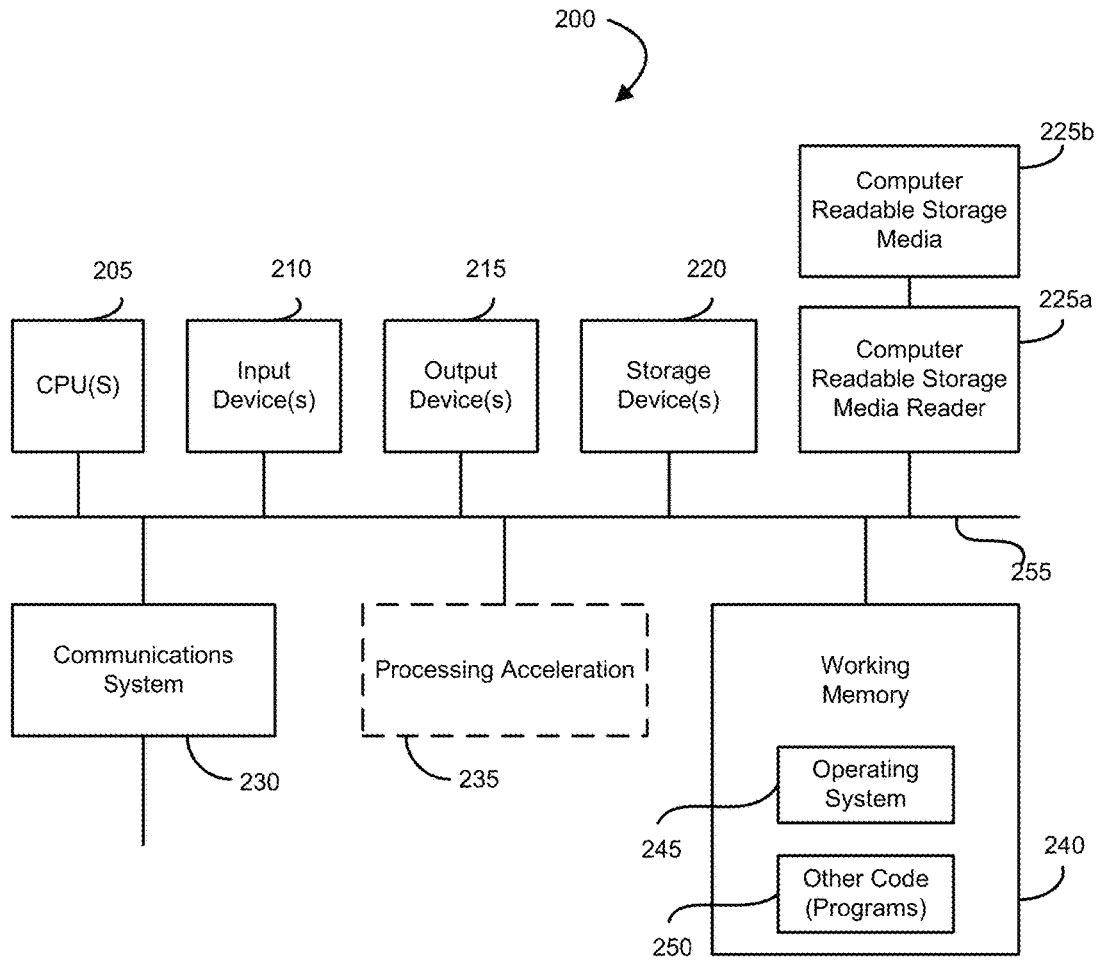 200
225b
Computer
Readable Storage
Media
205
210
215
220
225a
CPU(S)
Input
Device(s)
Output
Device(s)
Storage
Device(s)
Computer
Readable Storage
Media Reader
255
Communications
System
Processing Acceleration
Working
Memory
230
235
Operating
System
245
240
Other Code
(Programs)
250